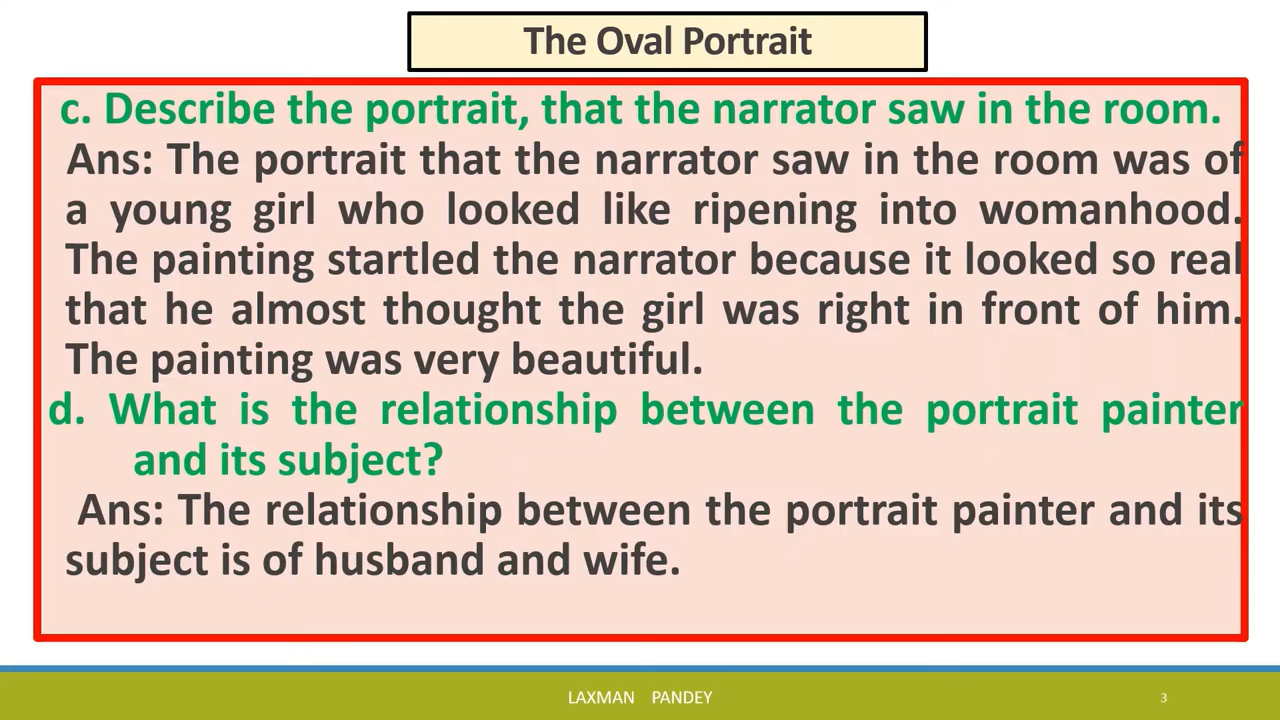 The Oval Portrait
c. Describe the portrait, that the narrator saw in the room.
Ans: The portrait that the narrator saw in the room was of
a young girl who looked like ripening into womanhood.
The painting startled the narrator because it looked so real
that he almost thought the girl was right in front of him.
The painting was very beautiful.
d. What is the relationship between the portrait painter
and its subject?
Ans: The relationship between the portrait painter and its
subject is of husband and wife.
LAXMAN PANDEY
3